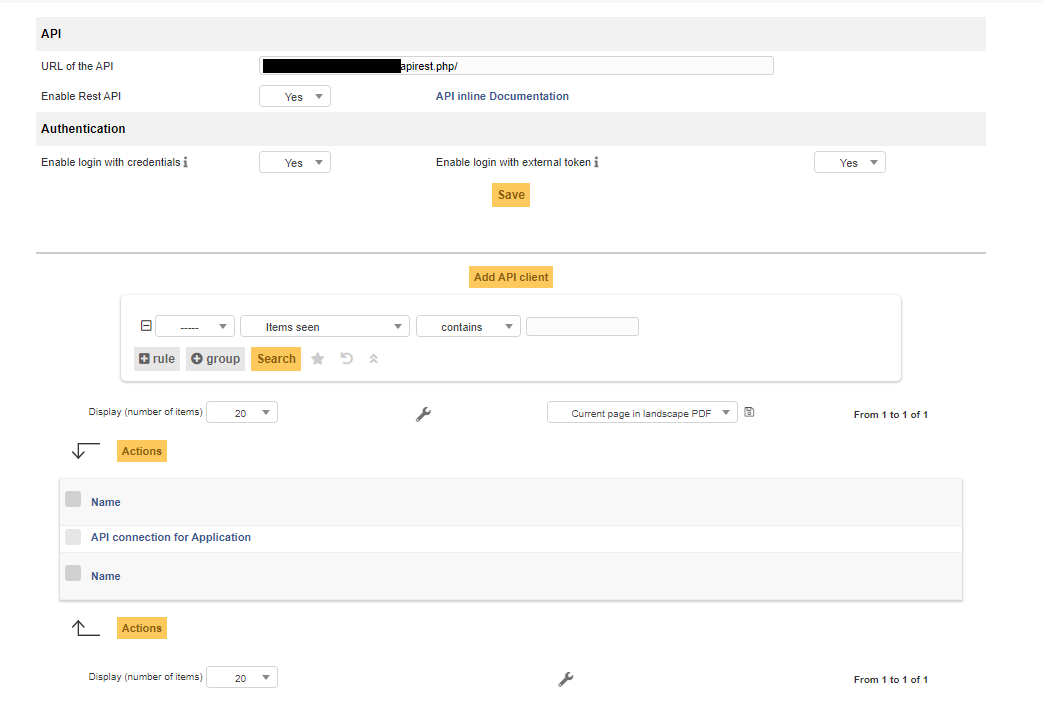 API
URL of the API apirest.php/
Enable Rest API Yes API inline Documentation
Authentication
Enable login with credentials Yes Enable login with external token Yes
Save
Add API client
----- Items seen contains
rule group Search
Display (number of items) 20 Current page in landscape PDF From 1 to 1 of 1
Actions
Name
API connection for Application
Name
Actions
Display (number of items) 20 From 1 to 1 of 1